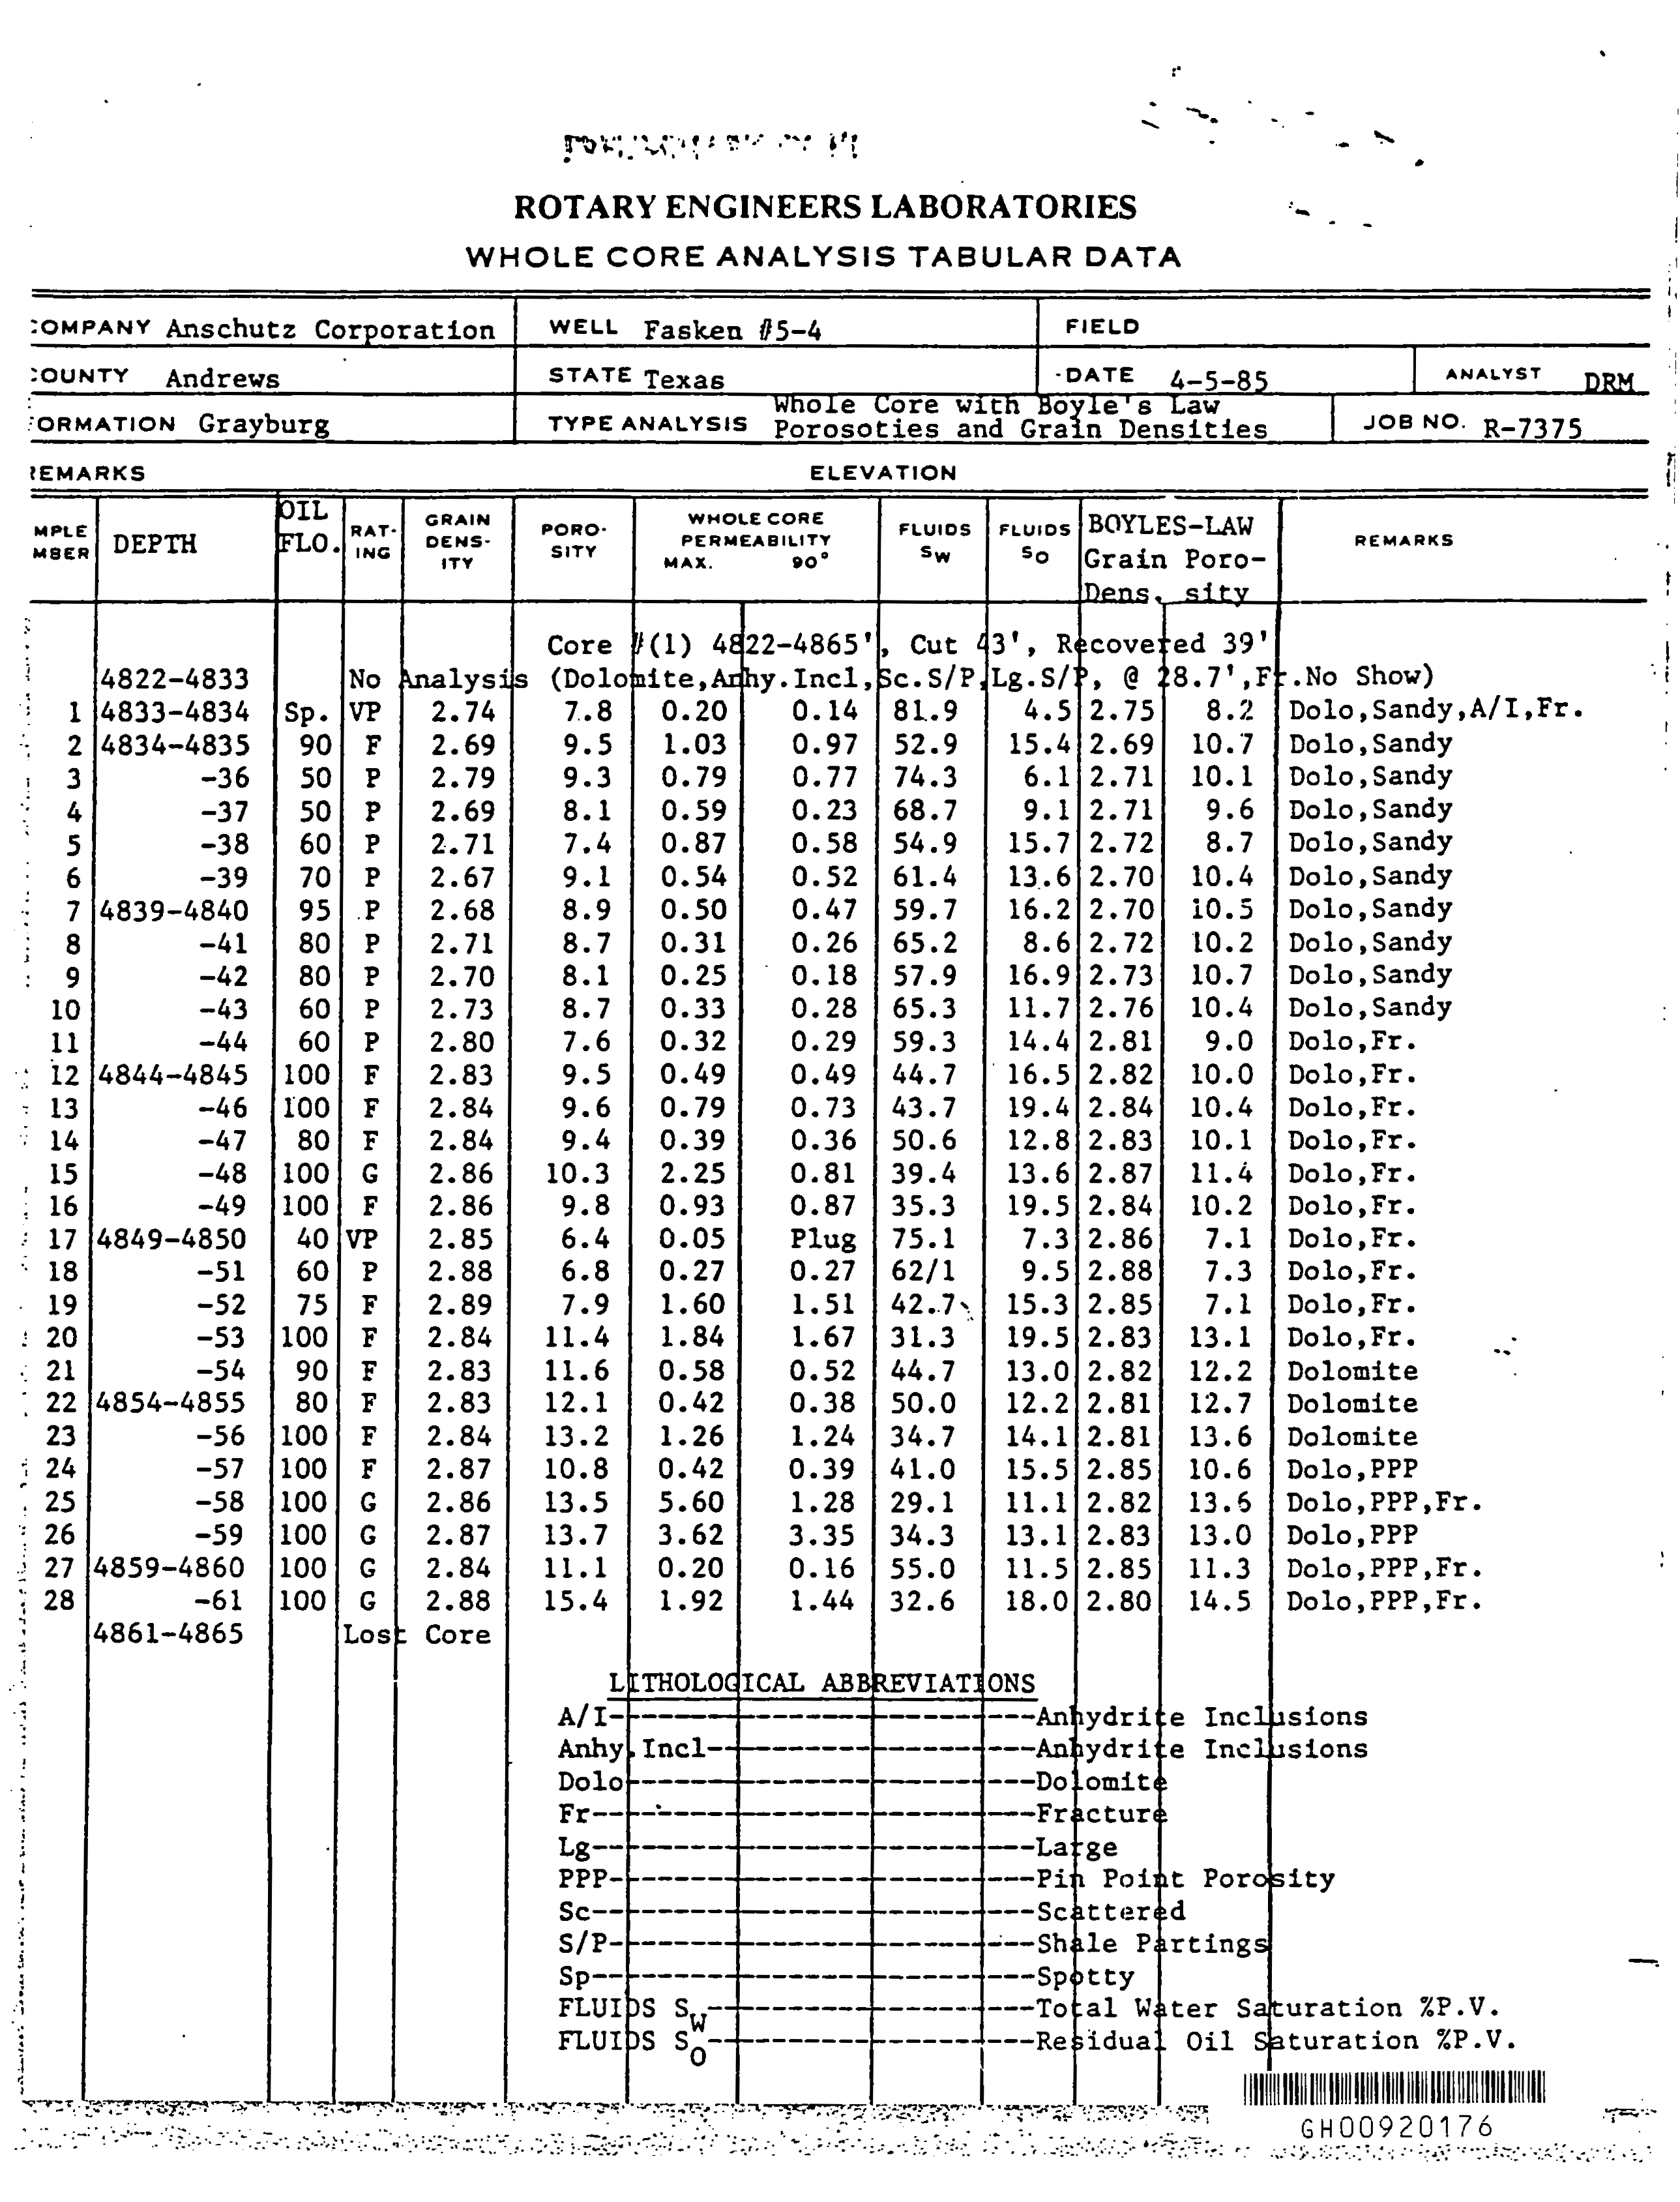 ROTARY ENGINEERS LABORATORIES
WHOLE CORE ANALYSIS TABULAR DATA
COMPANY Anschutz Corporation WELL Fasken #5-4 FIELD
COUNTY Andrews STATE Texas DATE 4-5-85 ANALYST DRM
FORMATION Grayburg TYPE ANALYSIS Whole Core with Boyle's Law Porosoties and Grain Densities JOB NO. R-7375
REMARKS ELEVATION
MPLE MBER DEPTH OIL FLO. RAT-ING GRAIN DENS-ITY PORO-SITY WHOLE CORE PERMEABILITY MAX. 90° FLUIDS Sw FLUIDS So BOYLES-LAW Grain Poro- Dens. sity REMARKS
Core #(1) 4822-4865', Cut 43', Recovered 39'
4822-4833 No Analysis (Dolomite,Anhy.Incl,Sc.S/P,Lg.S/P, @ 28.7',Fr.No Show)
1 4833-4834 Sp. VP 2.74 7.8 0.20 0.14 81.9 4.5 2.75 8.2 Dolo,Sandy,A/I,Fr.
2 4834-4835 90 F 2.69 9.5 1.03 0.97 52.9 15.4 2.69 10.7 Dolo,Sandy
3 -36 50 P 2.79 9.3 0.79 0.77 74.3 6.1 2.71 10.1 Dolo,Sandy
4 -37 50 P 2.69 8.1 0.59 0.23 68.7 9.1 2.71 9.6 Dolo,Sandy
5 -38 60 P 2.71 7.4 0.87 0.58 54.9 15.7 2.72 8.7 Dolo,Sandy
6 -39 70 P 2.67 9.1 0.54 0.52 61.4 13.6 2.70 10.4 Dolo,Sandy
7 4839-4840 95 P 2.68 8.9 0.50 0.47 59.7 16.2 2.70 10.5 Dolo,Sandy
8 -41 80 P 2.71 8.7 0.31 0.26 65.2 8.6 2.72 10.2 Dolo,Sandy
9 -42 80 P 2.70 8.1 0.25 0.18 57.9 16.9 2.73 10.7 Dolo,Sandy
10 -43 60 P 2.73 8.7 0.33 0.28 65.3 11.7 2.76 10.4 Dolo,Sandy
11 -44 60 P 2.80 7.6 0.32 0.29 59.3 14.4 2.81 9.0 Dolo,Fr.
12 4844-4845 100 F 2.83 9.5 0.49 0.49 44.7 16.5 2.82 10.0 Dolo,Fr.
13 -46 100 F 2.84 9.6 0.79 0.73 43.7 19.4 2.84 10.4 Dolo,Fr.
14 -47 80 F 2.84 9.4 0.39 0.36 50.6 12.8 2.83 10.1 Dolo,Fr.
15 -48 100 G 2.86 10.3 2.25 0.81 39.4 13.6 2.87 11.4 Dolo,Fr.
16 -49 100 F 2.86 9.8 0.93 0.87 35.3 19.5 2.84 10.2 Dolo,Fr.
17 4849-4850 40 VP 2.85 6.4 0.05 Plug 75.1 7.3 2.86 7.1 Dolo,Fr.
18 -51 60 P 2.88 6.8 0.27 0.27 62/1 9.5 2.88 7.3 Dolo,Fr.
19 -52 75 F 2.89 7.9 1.60 1.51 42.7 15.3 2.85 7.1 Dolo,Fr.
20 -53 100 F 2.84 11.4 1.84 1.67 31.3 19.5 2.83 13.1 Dolo,Fr.
21 -54 90 F 2.83 11.6 0.58 0.52 44.7 13.0 2.82 12.2 Dolomite
22 4854-4855 80 F 2.83 12.1 0.42 0.38 50.0 12.2 2.81 12.7 Dolomite
23 -56 100 F 2.84 13.2 1.26 1.24 34.7 14.1 2.81 13.6 Dolomite
24 -57 100 F 2.87 10.8 0.42 0.39 41.0 15.5 2.85 10.6 Dolo,PPP
25 -58 100 G 2.86 13.5 5.60 1.28 29.1 11.1 2.82 13.6 Dolo,PPP,Fr.
26 -59 100 G 2.87 13.7 3.62 3.35 34.3 13.1 2.83 13.0 Dolo,PPP
27 4859-4860 100 G 2.84 11.1 0.20 0.16 55.0 11.5 2.85 11.3 Dolo,PPP,Fr.
28 -61 100 G 2.88 15.4 1.92 1.44 32.6 18.0 2.80 14.5 Dolo,PPP,Fr.
4861-4865 Lost Core
LITHOLOGICAL ABBREVIATIONS
A/I-----Anhydrite Inclusions
Anhy.Incl-----Anhydrite Inclusions
Dolo-----Dolomite
Fr-----Fracture
Lg-----Large
PPP-----Pin Point Porosity
Sc-----Scattered
S/P-----Shale Partings
Sp-----Spotty
FLUIDS SW-----Total Water Saturation %P.V.
FLUIDS SO-----Residual Oil Saturation %P.V.
GH00920176